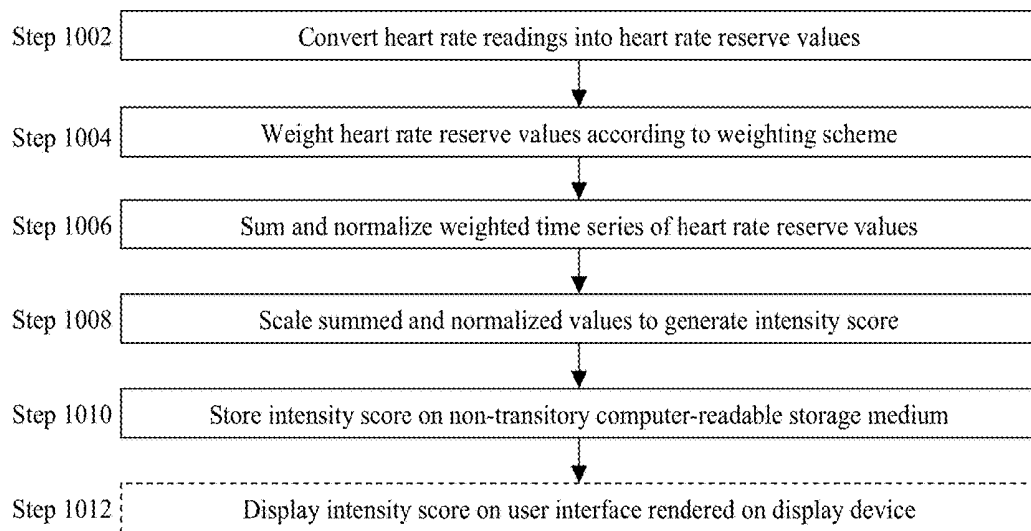 Step 1002 Convert heart rate readings into heart rate reserve values
Step 1004 Weight heart rate reserve values according to weighting scheme
Step 1006 Sum and normalize weighted time series of heart rate reserve values
Step 1008 Scale summed and normalized values to generate intensity score
Step 1010 Store intensity score on non-transitory computer-readable storage medium
Step 1012 Display intensity score on user interface rendered on display device